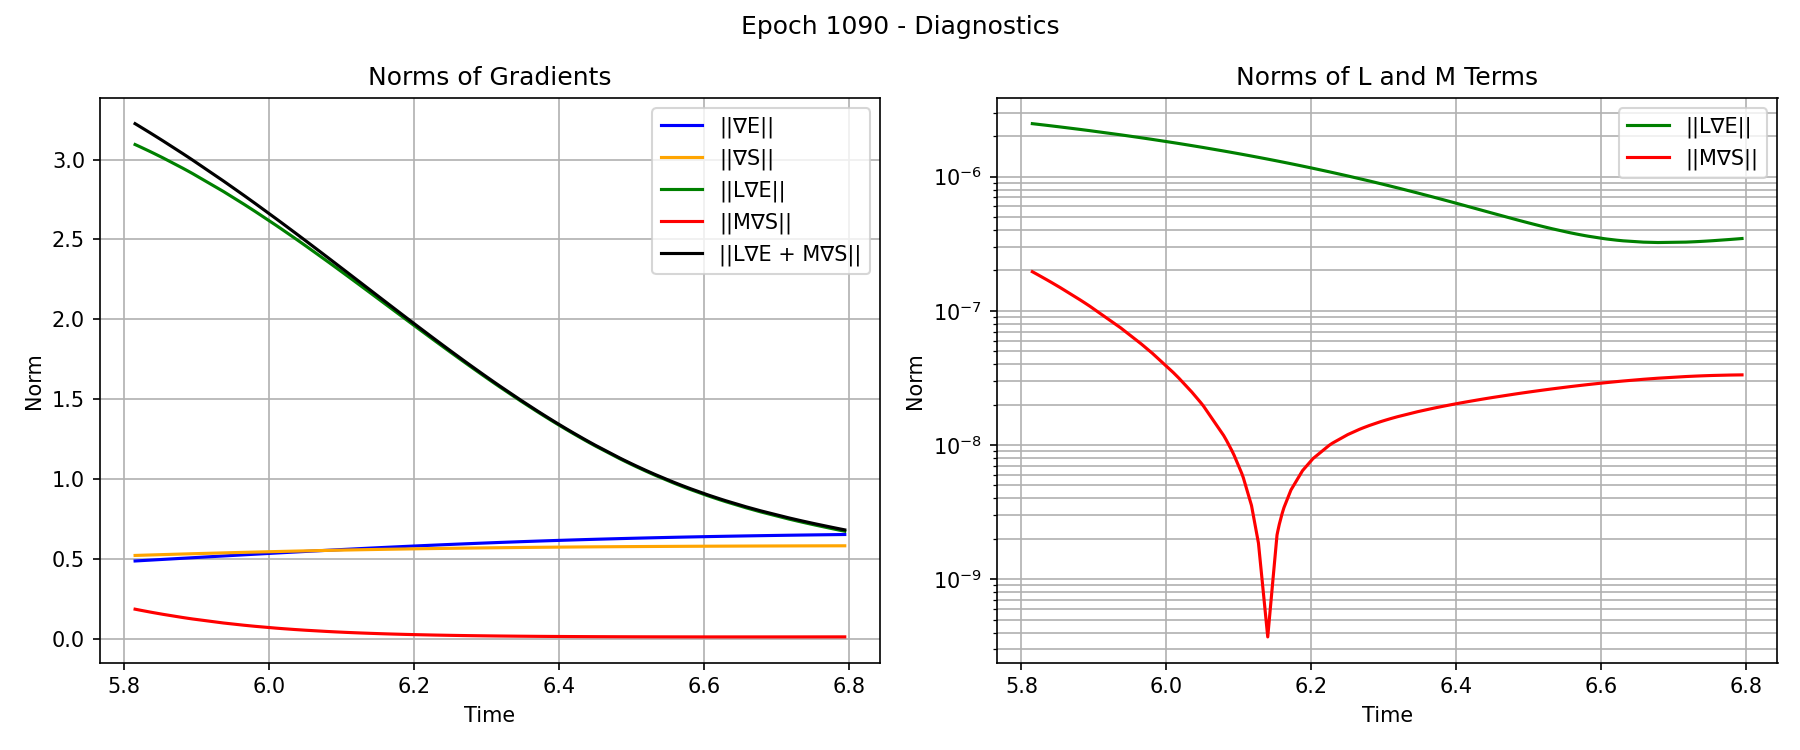 Epoch 1090 - Diagnostics
Norms of Gradients
||∇E||
||∇S||
||L∇E||
||M∇S||
||L∇E + M∇S||
3.0
2.5
2.0
1.5
1.0
0.5
0.0
Norm
5.8
6.0
6.2
6.4
6.6
6.8
Time
Norms of L and M Terms
||L∇E||
||M∇S||
10⁻⁶
10⁻⁷
10⁻⁸
10⁻⁹
Norm
5.8
6.0
6.2
6.4
6.6
6.8
Time